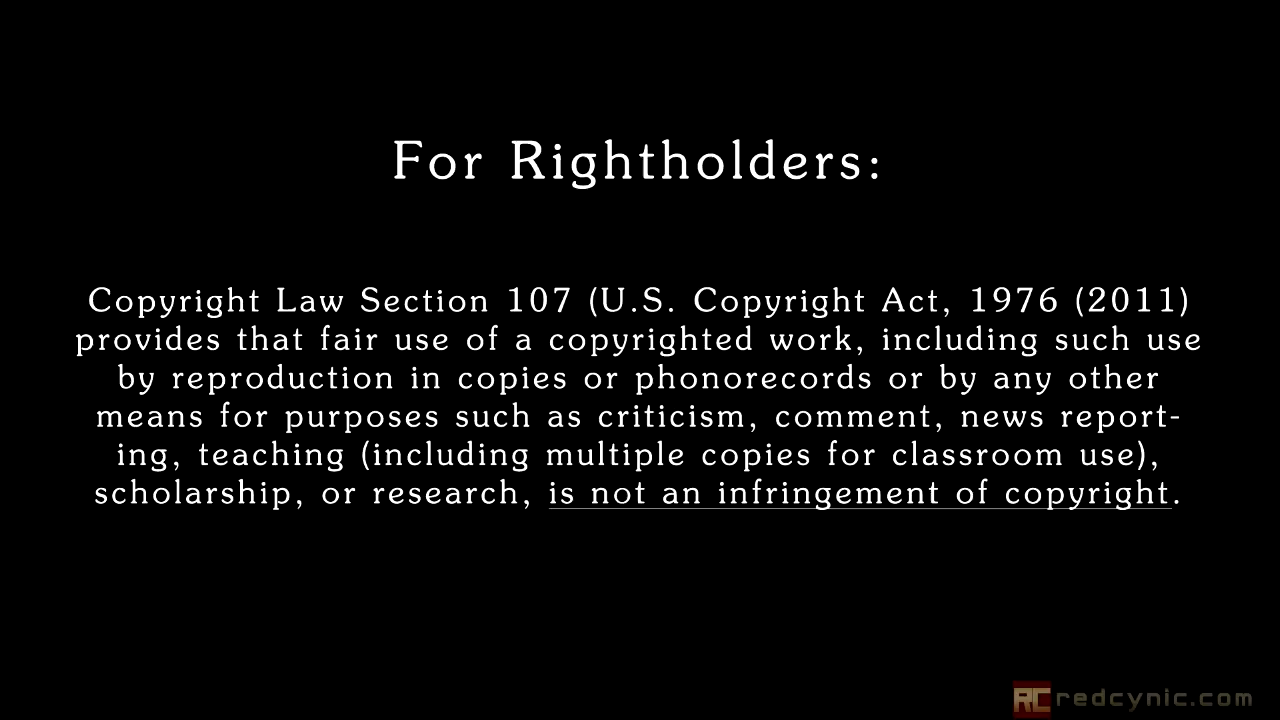 For Rightholders:
Copyright Law Section 107 (U.S. Copyright Act, 1976 (2011)
provides that fair use of a copyrighted work, including such use
by reproduction in copies or phonorecords or by any other
means for purposes such as criticism, comment, news report-
ing, teaching (including multiple copies for classroom use),
scholarship, or research, is not an infringement of copyright.
RC redcynic.com